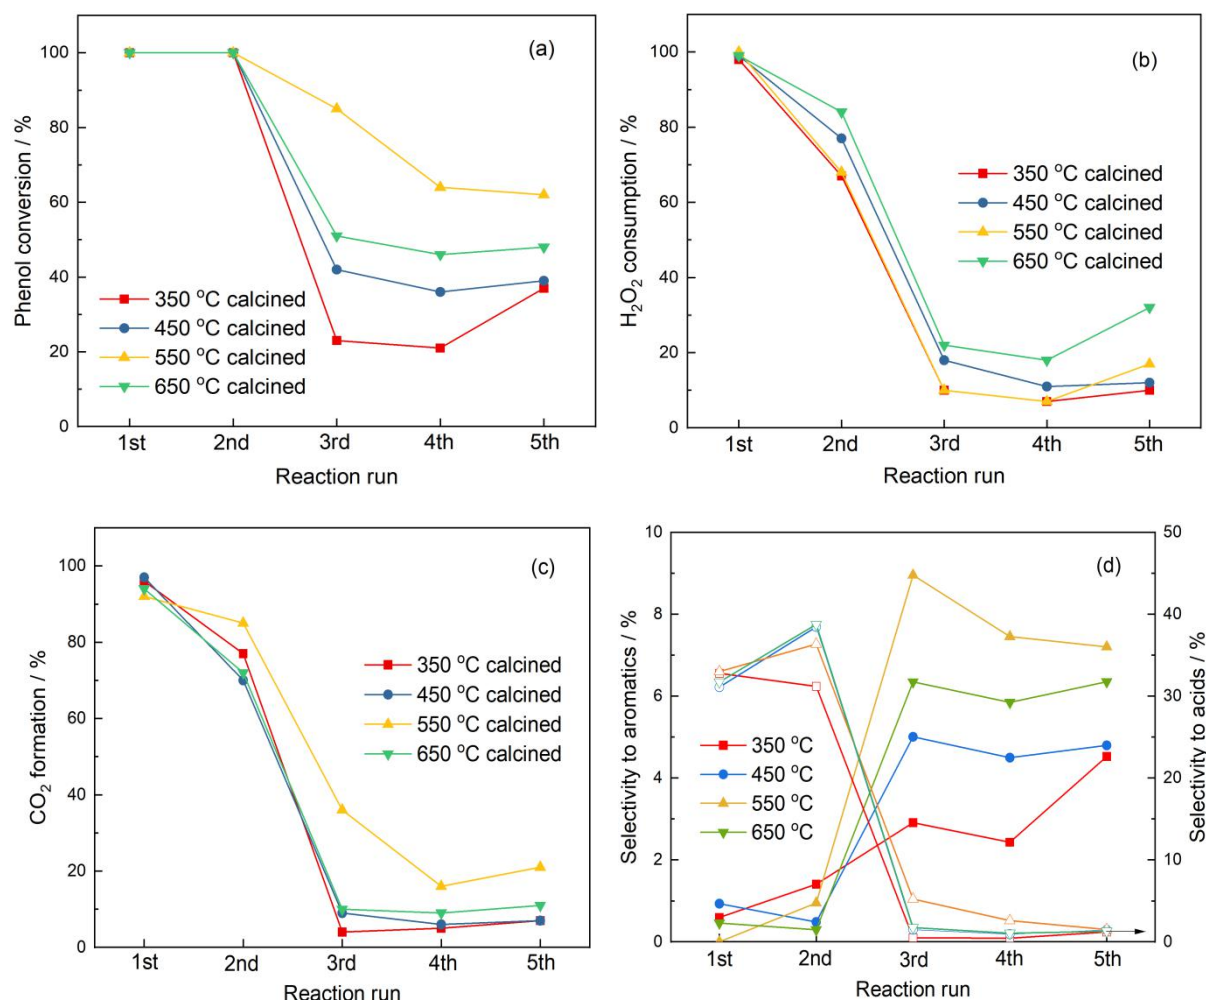 (a)
Phenol conversion / %
100
80
60
40
20
0
350 °C calcined
450 °C calcined
550 °C calcined
650 °C calcined
1st 2nd 3rd 4th 5th
Reaction run
(b)
H₂O₂ consumption / %
100
80
60
40
20
0
350 °C calcined
450 °C calcined
550 °C calcined
650 °C calcined
1st 2nd 3rd 4th 5th
Reaction run
(c)
CO₂ formation / %
100
80
60
40
20
0
350 °C calcined
450 °C calcined
550 °C calcined
650 °C calcined
1st 2nd 3rd 4th 5th
Reaction run
(d)
Selectivity to aromatics / %
10
8
6
4
2
0
350 °C
450 °C
550 °C
650 °C
50
40
30
20
10
0
Selectivity to acids / %
1st 2nd 3rd 4th 5th
Reaction run